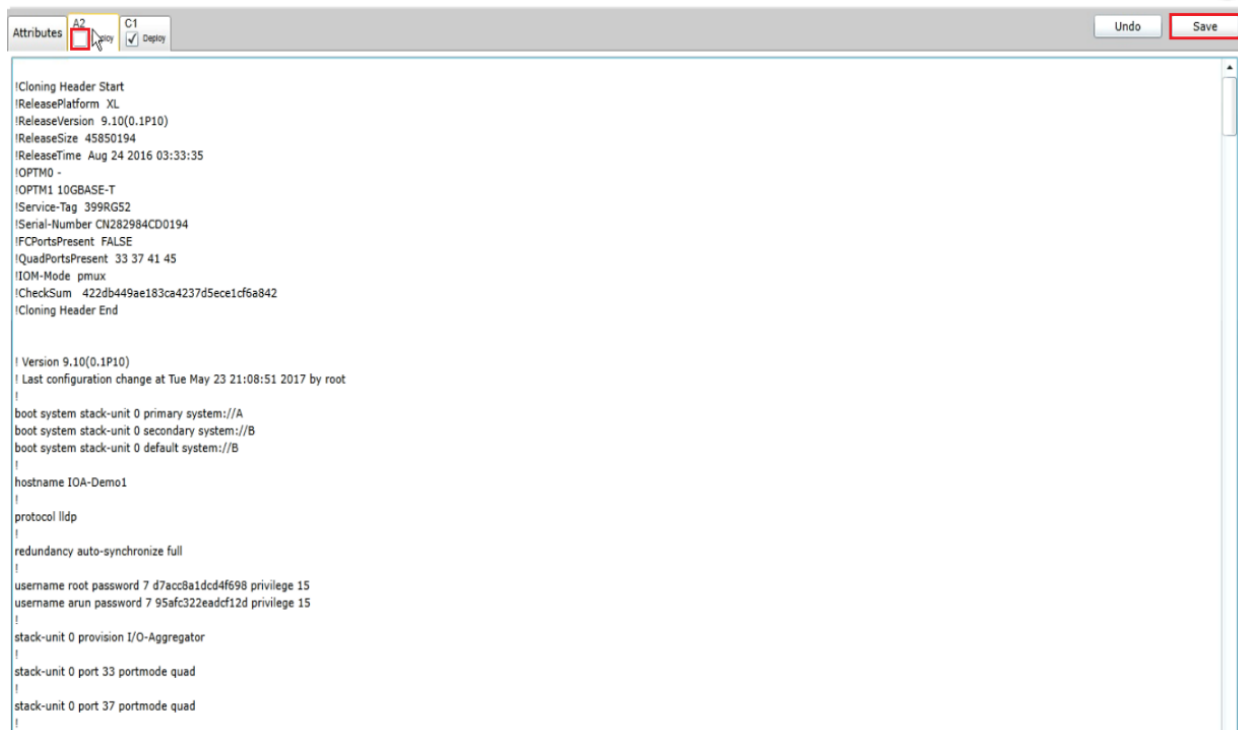 Attributes
A2
C1
Deploy
Undo
Save
!Cloning Header Start
!ReleasePlatform XL
!ReleaseVersion 9.10(0.1P10)
!ReleaseSize 45850194
!ReleaseTime Aug 24 2016 03:33:35
!OPTM0 -
!OPTM1 10GBASE-T
!Service-Tag 399RG52
!Serial-Number CN282984CD0194
!FCPortsPresent FALSE
!QuadPortsPresent 33 37 41 45
!IOM-Mode pmux
!CheckSum 422db449ae183ca4237d5ece1cf6a842
!Cloning Header End
! Version 9.10(0.1P10)
! Last configuration change at Tue May 23 21:08:51 2017 by root
!
boot system stack-unit 0 primary system://A
boot system stack-unit 0 secondary system://B
boot system stack-unit 0 default system://B
!
hostname IOA-Demo1
!
protocol lldp
!
redundancy auto-synchronize full
!
username root password 7 d7acc8a1dcd4f698 privilege 15
username arun password 7 95afc322eadcf12d privilege 15
!
stack-unit 0 provision I/O-Aggregator
!
stack-unit 0 port 33 portmode quad
!
stack-unit 0 port 37 portmode quad
!